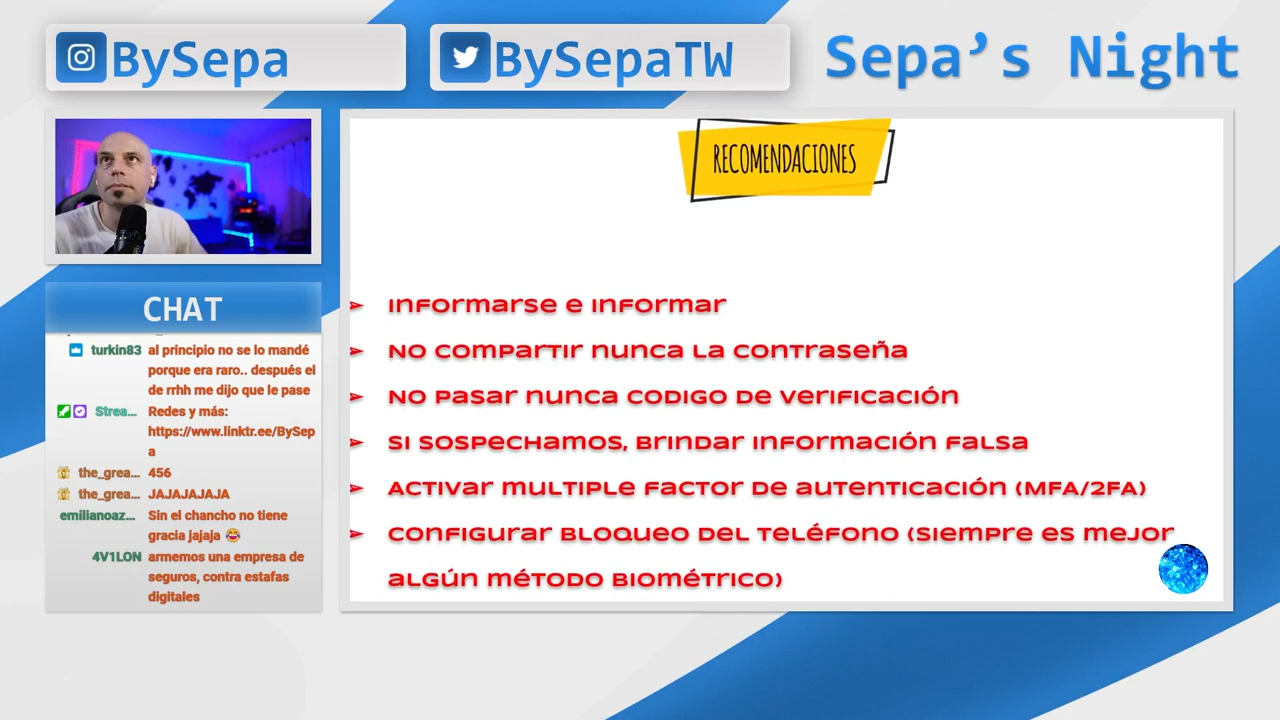 BySepa
BySepaTW
Sepa’s Night
CHAT
turkin83 al principio no se lo mandé
porque era raro.. después el
de rrhh me dijo que le pase
Strea... Redes y más:
https://www.linktr.ee/BySep
a
the_grea... 456
the_grea... JAJAJAJAJA
emilianoaz... Sin el chancho no tiene
gracia jajaja 😂
4V1LON armemos una empresa de
seguros, contra estafas
digitales
RECOMENDACIONES
➢ Informarse e informar
➢ No compartir nunca la contraseña
➢ No pasar nunca codigo de verificación
➢ Si sospechamos, brindar información falsa
➢ Activar multiple factor de autenticación (MFA/2FA)
➢ Configurar bloqueo del teléfono (siempre es mejor
algún método biométrico)